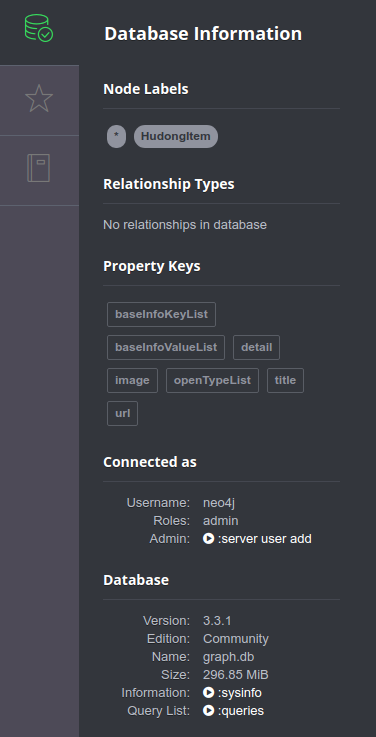 Database Information
Node Labels
* HudongItem
Relationship Types
No relationships in database
Property Keys
baseInfoKeyList
baseInfoValueList detail
image openTypeList title
url
Connected as
Username: neo4j
Roles: admin
Admin: :server user add
Database
Version: 3.3.1
Edition: Community
Name: graph.db
Size: 296.85 MiB
Information: :sysinfo
Query List: :queries